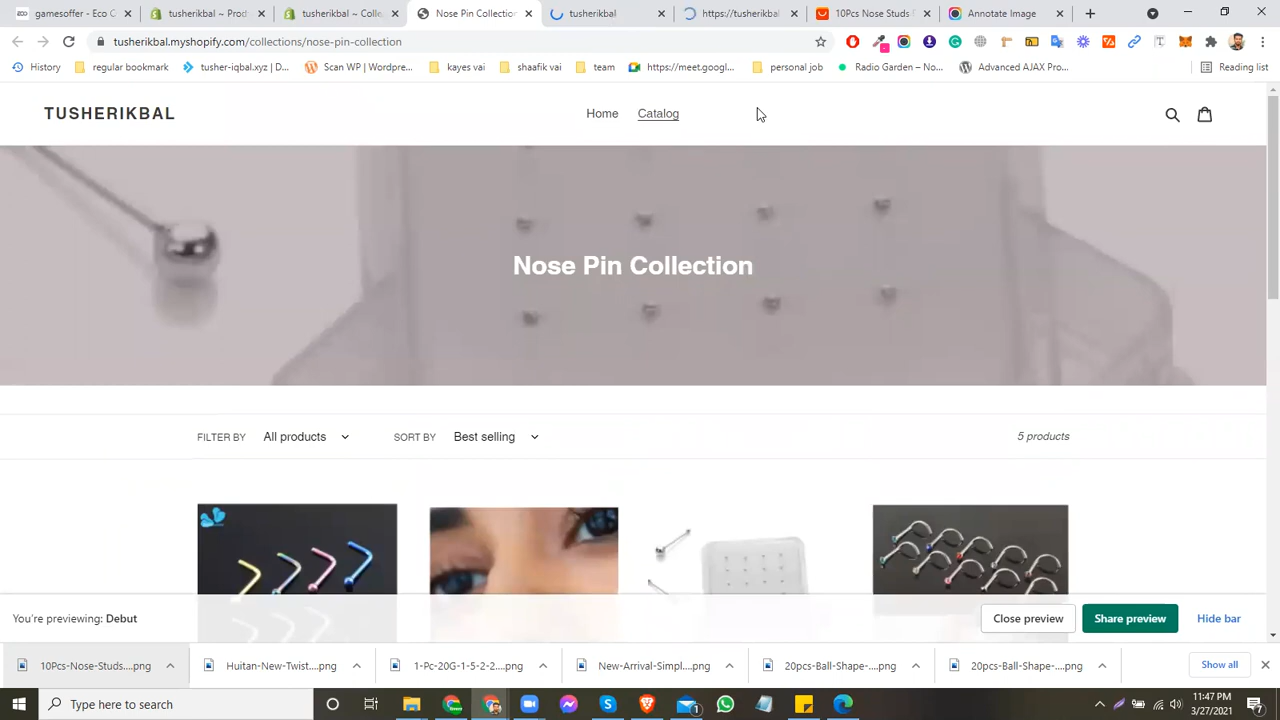 gamesoffer - Eco
tusherikbal ~ Prod
tusherikbal ~ Colle
Nose Pin Collection
tusherikbal
https://tusherikbal
10Pcs Nose Studs
Annotate Image
tusherikbal.myshopify.com/collections/nose-pin-collection
History
regular bookmark
tusher-iqbal.xyz | D...
Scan WP | Wordpre...
kayes vai
shaafik vai
team
https://meet.googl...
personal job
Radio Garden – No...
Advanced AJAX Pro...
Reading list
TUSHERIKBAL
Home
Catalog
Nose Pin Collection
FILTER BY All products
SORT BY Best selling
5 products
You're previewing: Debut
Close preview
Share preview
Hide bar
10Pcs-Nose-Studs....png
Huitan-New-Twist....png
1-Pc-20G-1-5-2-2....png
New-Arrival-Simpl....png
20pcs-Ball-Shape-....png
20pcs-Ball-Shape-....png
Show all
Type here to search
1
11:47 PM
3/27/2021
7